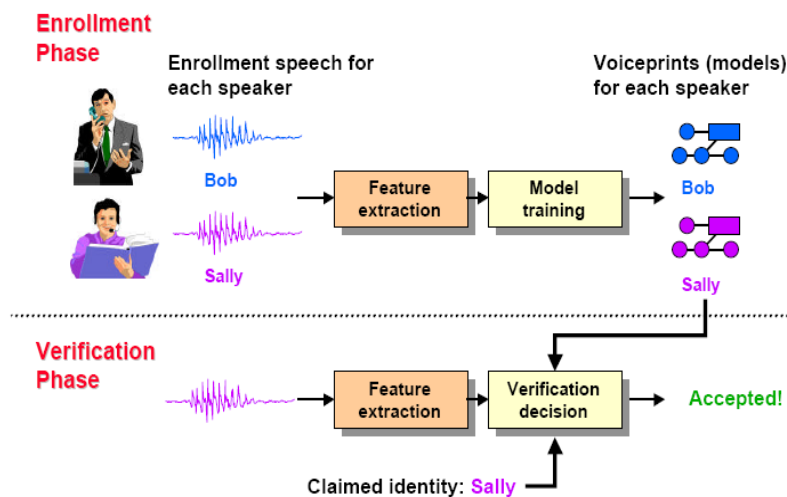 Enrollment
Phase
Enrollment speech for
each speaker
Voiceprints (models)
for each speaker
Bob
Sally
Feature
extraction
Model
training
Bob
Sally
Verification
Phase
Feature
extraction
Verification
decision
Accepted!
Claimed identity: Sally